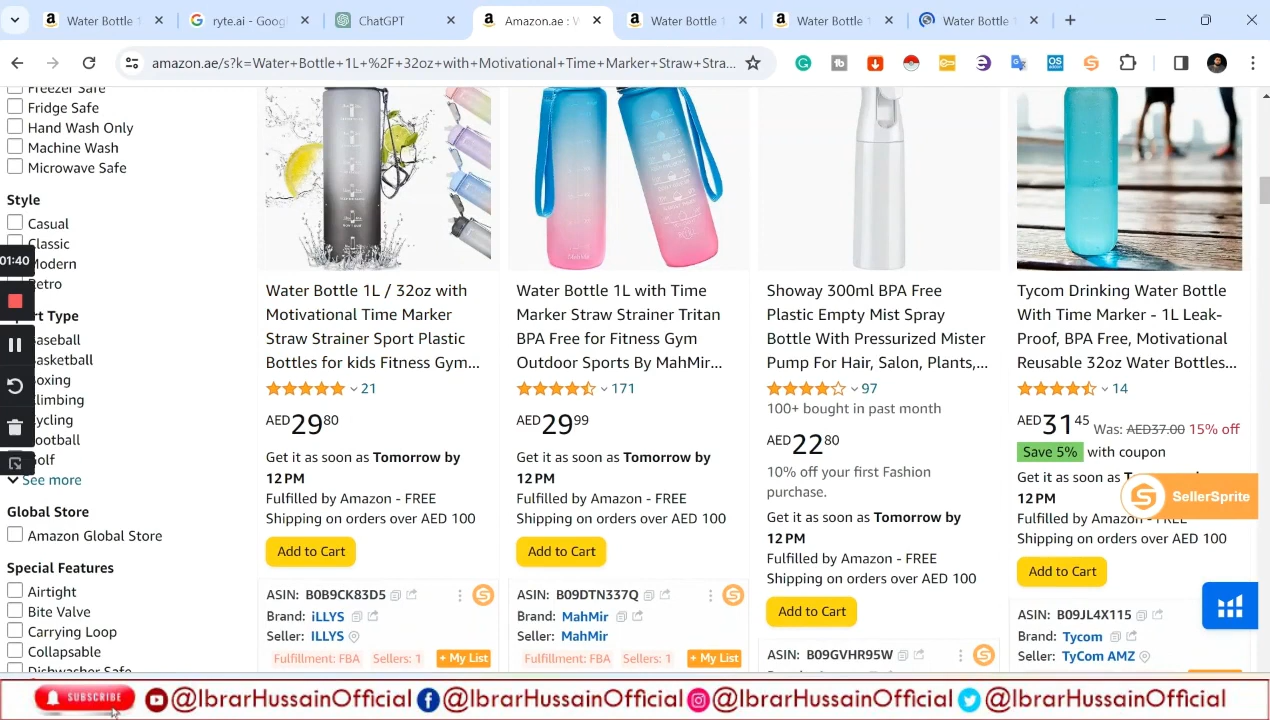 Water Bottle 1
ryte.ai - Goog
ChatGPT
Amazon.ae : W
Water Bottle 1
Water Bottle 1
Water Bottle 1
amazon.ae/s?k=Water+Bottle+1L+%2F+32oz+with+Motivational+Time+Marker+Straw+Stra...
Freezer Safe
Fridge Safe
Hand Wash Only
Machine Wash
Microwave Safe
Style
Casual
Classic
Modern
Retro
01:40
rt Type
Baseball
Basketball
Boxing
Climbing
Cycling
Football
Golf
See more
Global Store
Amazon Global Store
Special Features
Airtight
Bite Valve
Carrying Loop
Collapsable
Dishwasher Safe
Water Bottle 1L / 32oz with
Motivational Time Marker
Straw Strainer Sport Plastic
Bottles for kids Fitness Gym...
21
AED 29 80
Get it as soon as Tomorrow by
12 PM
Fulfilled by Amazon - FREE
Shipping on orders over AED 100
Add to Cart
ASIN: B0B9CK83D5
Brand: iLLYS
Seller: ILLYS
Fulfillment: FBA Sellers: 1 + My List
Water Bottle 1L with Time
Marker Straw Strainer Tritan
BPA Free for Fitness Gym
Outdoor Sports By MahMir...
171
AED 29 99
Get it as soon as Tomorrow by
12 PM
Fulfilled by Amazon - FREE
Shipping on orders over AED 100
Add to Cart
ASIN: B09DTN337Q
Brand: MahMir
Seller: MahMir
Fulfillment: FBA Sellers: 1 + My List
Showay 300ml BPA Free
Plastic Empty Mist Spray
Bottle With Pressurized Mister
Pump For Hair, Salon, Plants,...
97
100+ bought in past month
AED 22 80
10% off your first Fashion
purchase.
Get it as soon as Tomorrow by
12 PM
Fulfilled by Amazon - FREE
Shipping on orders over AED 100
Add to Cart
ASIN: B09GVHR95W
Tycom Drinking Water Bottle
With Time Marker - 1L Leak-
Proof, BPA Free, Motivational
Reusable 32oz Water Bottles...
14
AED 31 45 Was: AED37.00 15% off
Save 5% with coupon
Get it as soon as
12 PM
Fulfilled by Amazon - FREE
Shipping on orders over AED 100
Add to Cart
ASIN: B09JL4X115
Brand: Tycom
Seller: TyCom AMZ
SellerSprite
SUBSCRIBE @IbrarHussainOfficial @IbrarHussainOfficial @IbrarHussainOfficial @IbrarHussainOfficial